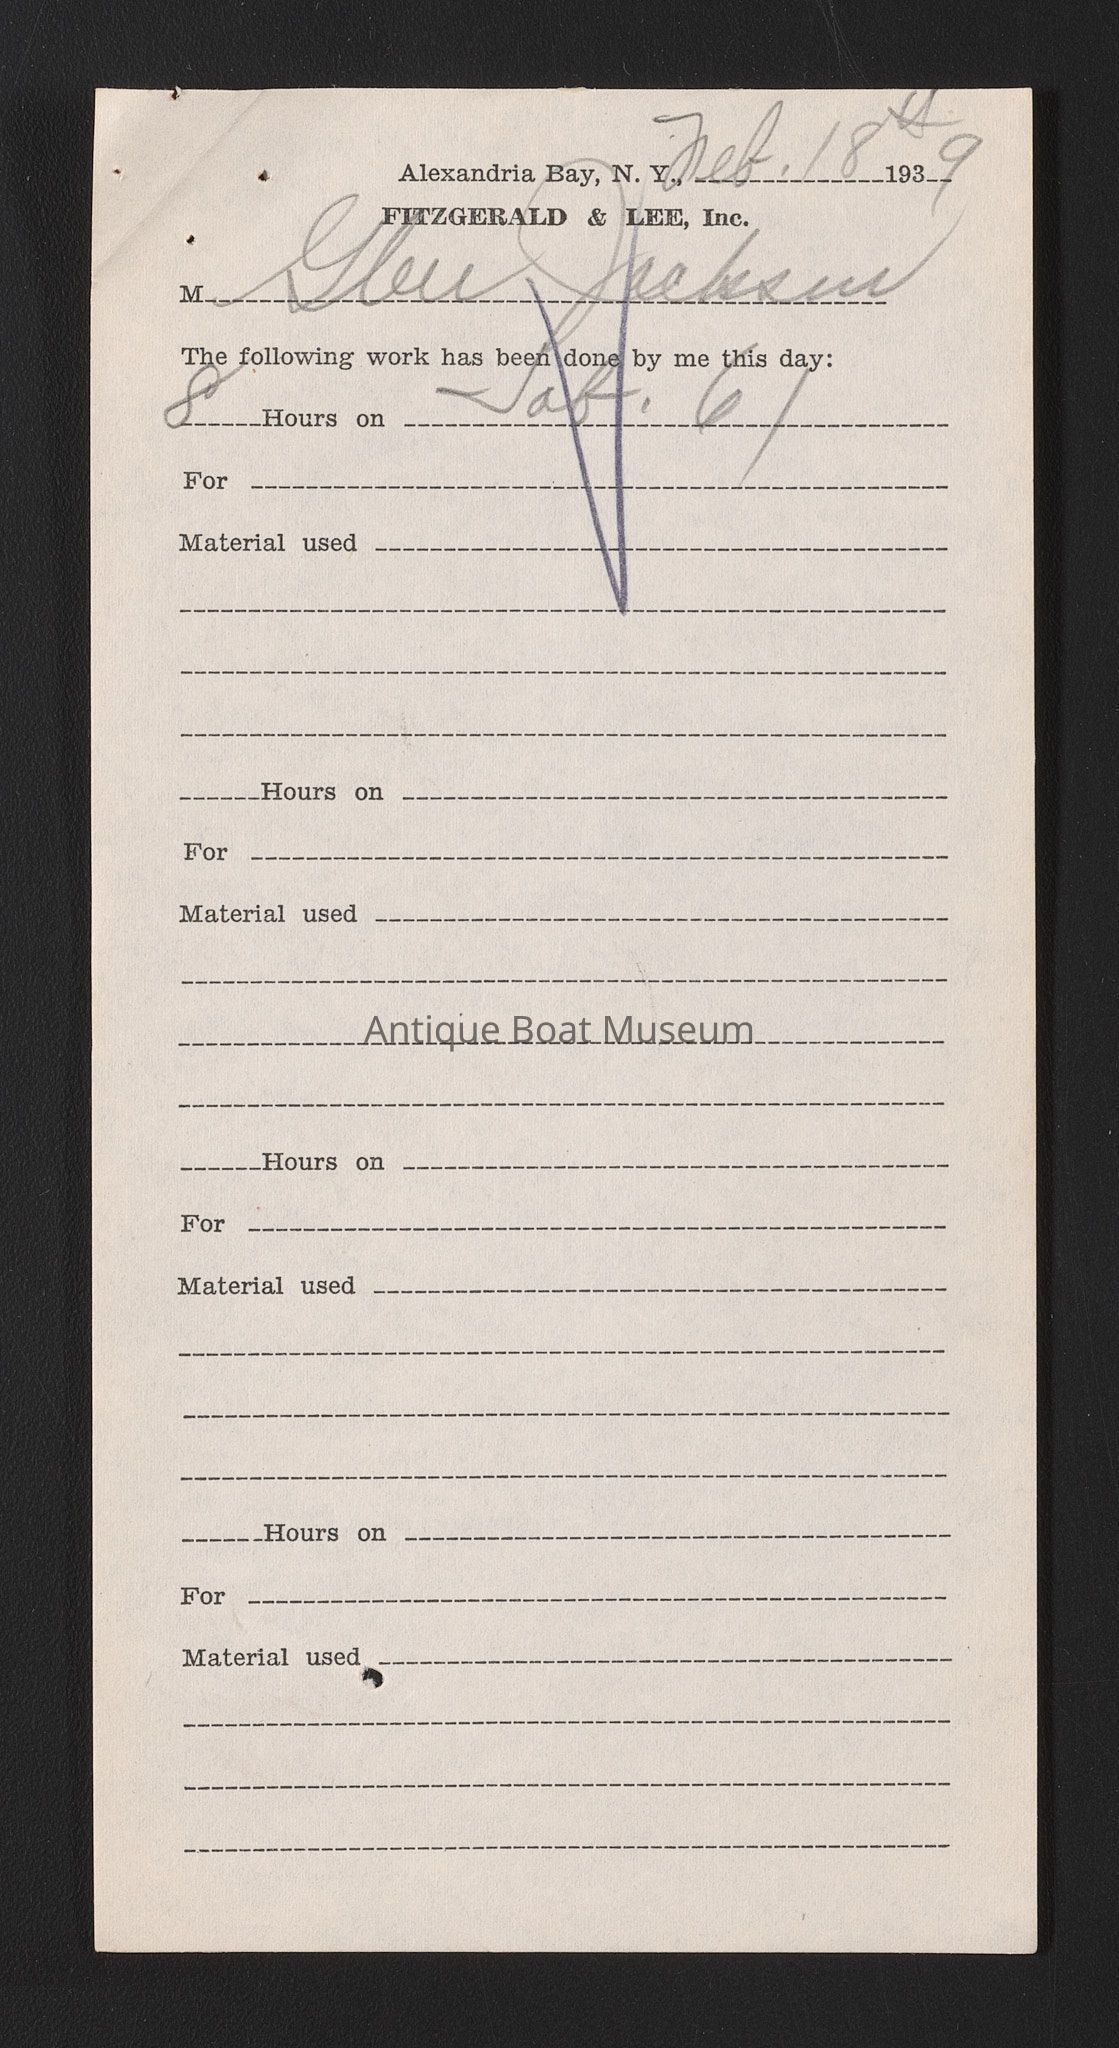 Alexandria Bay, N. Y., Feb. 18th 1939
FITZGERALD & LEE, Inc.
M Glen Jackson
The following work has been done by me this day:
8 Hours on Job. 61
For
Material used
Hours on
For
Material used
Antique Boat Museum
Hours on
For
Material used
Hours on
For
Material used